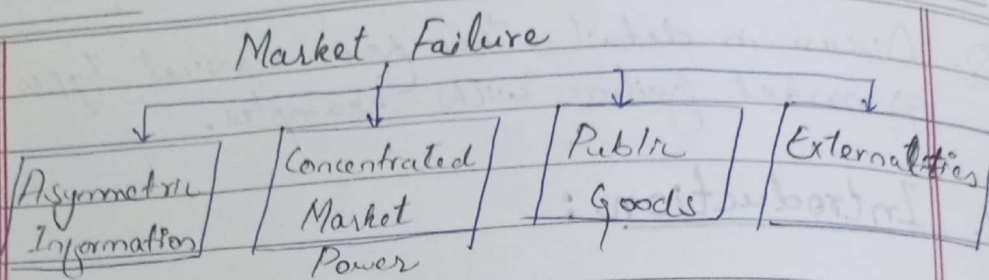 Market Failure
Asymmetric
Information
Concentrated
Market
Power
Public
Goods
Externalities